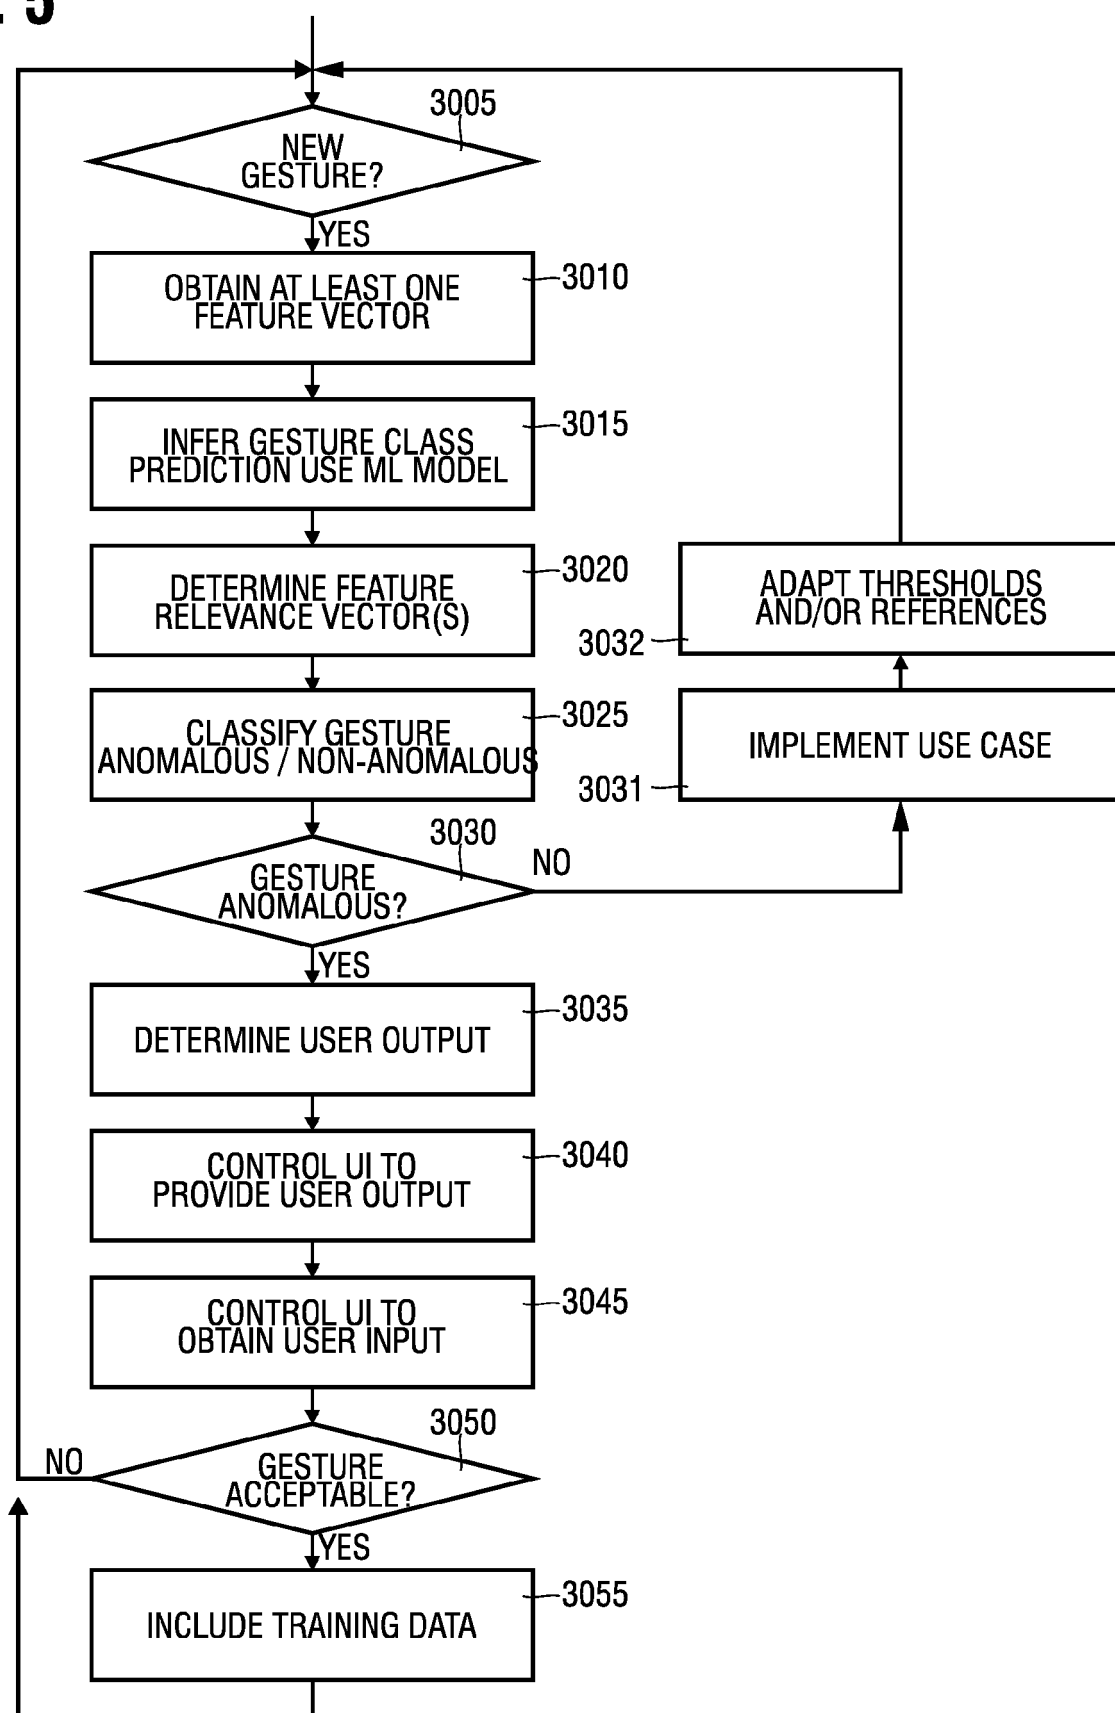 5
3005
NEW
GESTURE?
YES
OBTAIN AT LEAST ONE
FEATURE VECTOR
3010
INFER GESTURE CLASS
PREDICTION USE ML MODEL
3015
DETERMINE FEATURE
RELEVANCE VECTOR(S)
3020
ADAPT THRESHOLDS
AND/OR REFERENCES
3032
CLASSIFY GESTURE
ANOMALOUS / NON-ANOMALOUS
3025
IMPLEMENT USE CASE
3031
3030
GESTURE
ANOMALOUS?
NO
YES
DETERMINE USER OUTPUT
3035
CONTROL UI TO
PROVIDE USER OUTPUT
3040
CONTROL UI TO
OBTAIN USER INPUT
3045
3050
GESTURE
ACCEPTABLE?
NO
YES
INCLUDE TRAINING DATA
3055